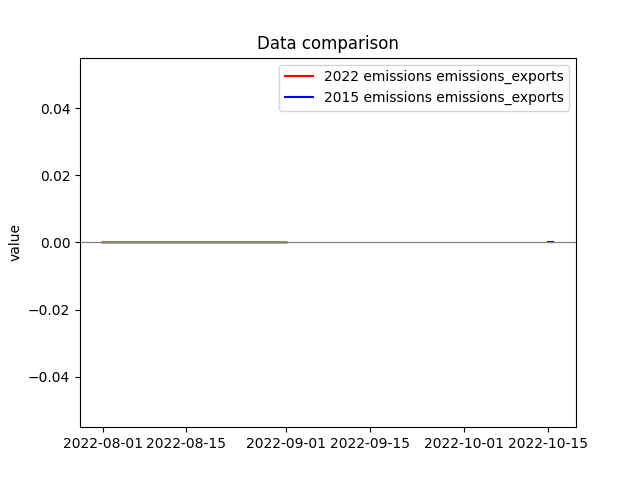 Data comparison
2022 emissions emissions_exports
2015 emissions emissions_exports
value
0.04
0.02
0.00
−0.02
−0.04
2022-08-01 2022-08-15 2022-09-01 2022-09-15 2022-10-01 2022-10-15